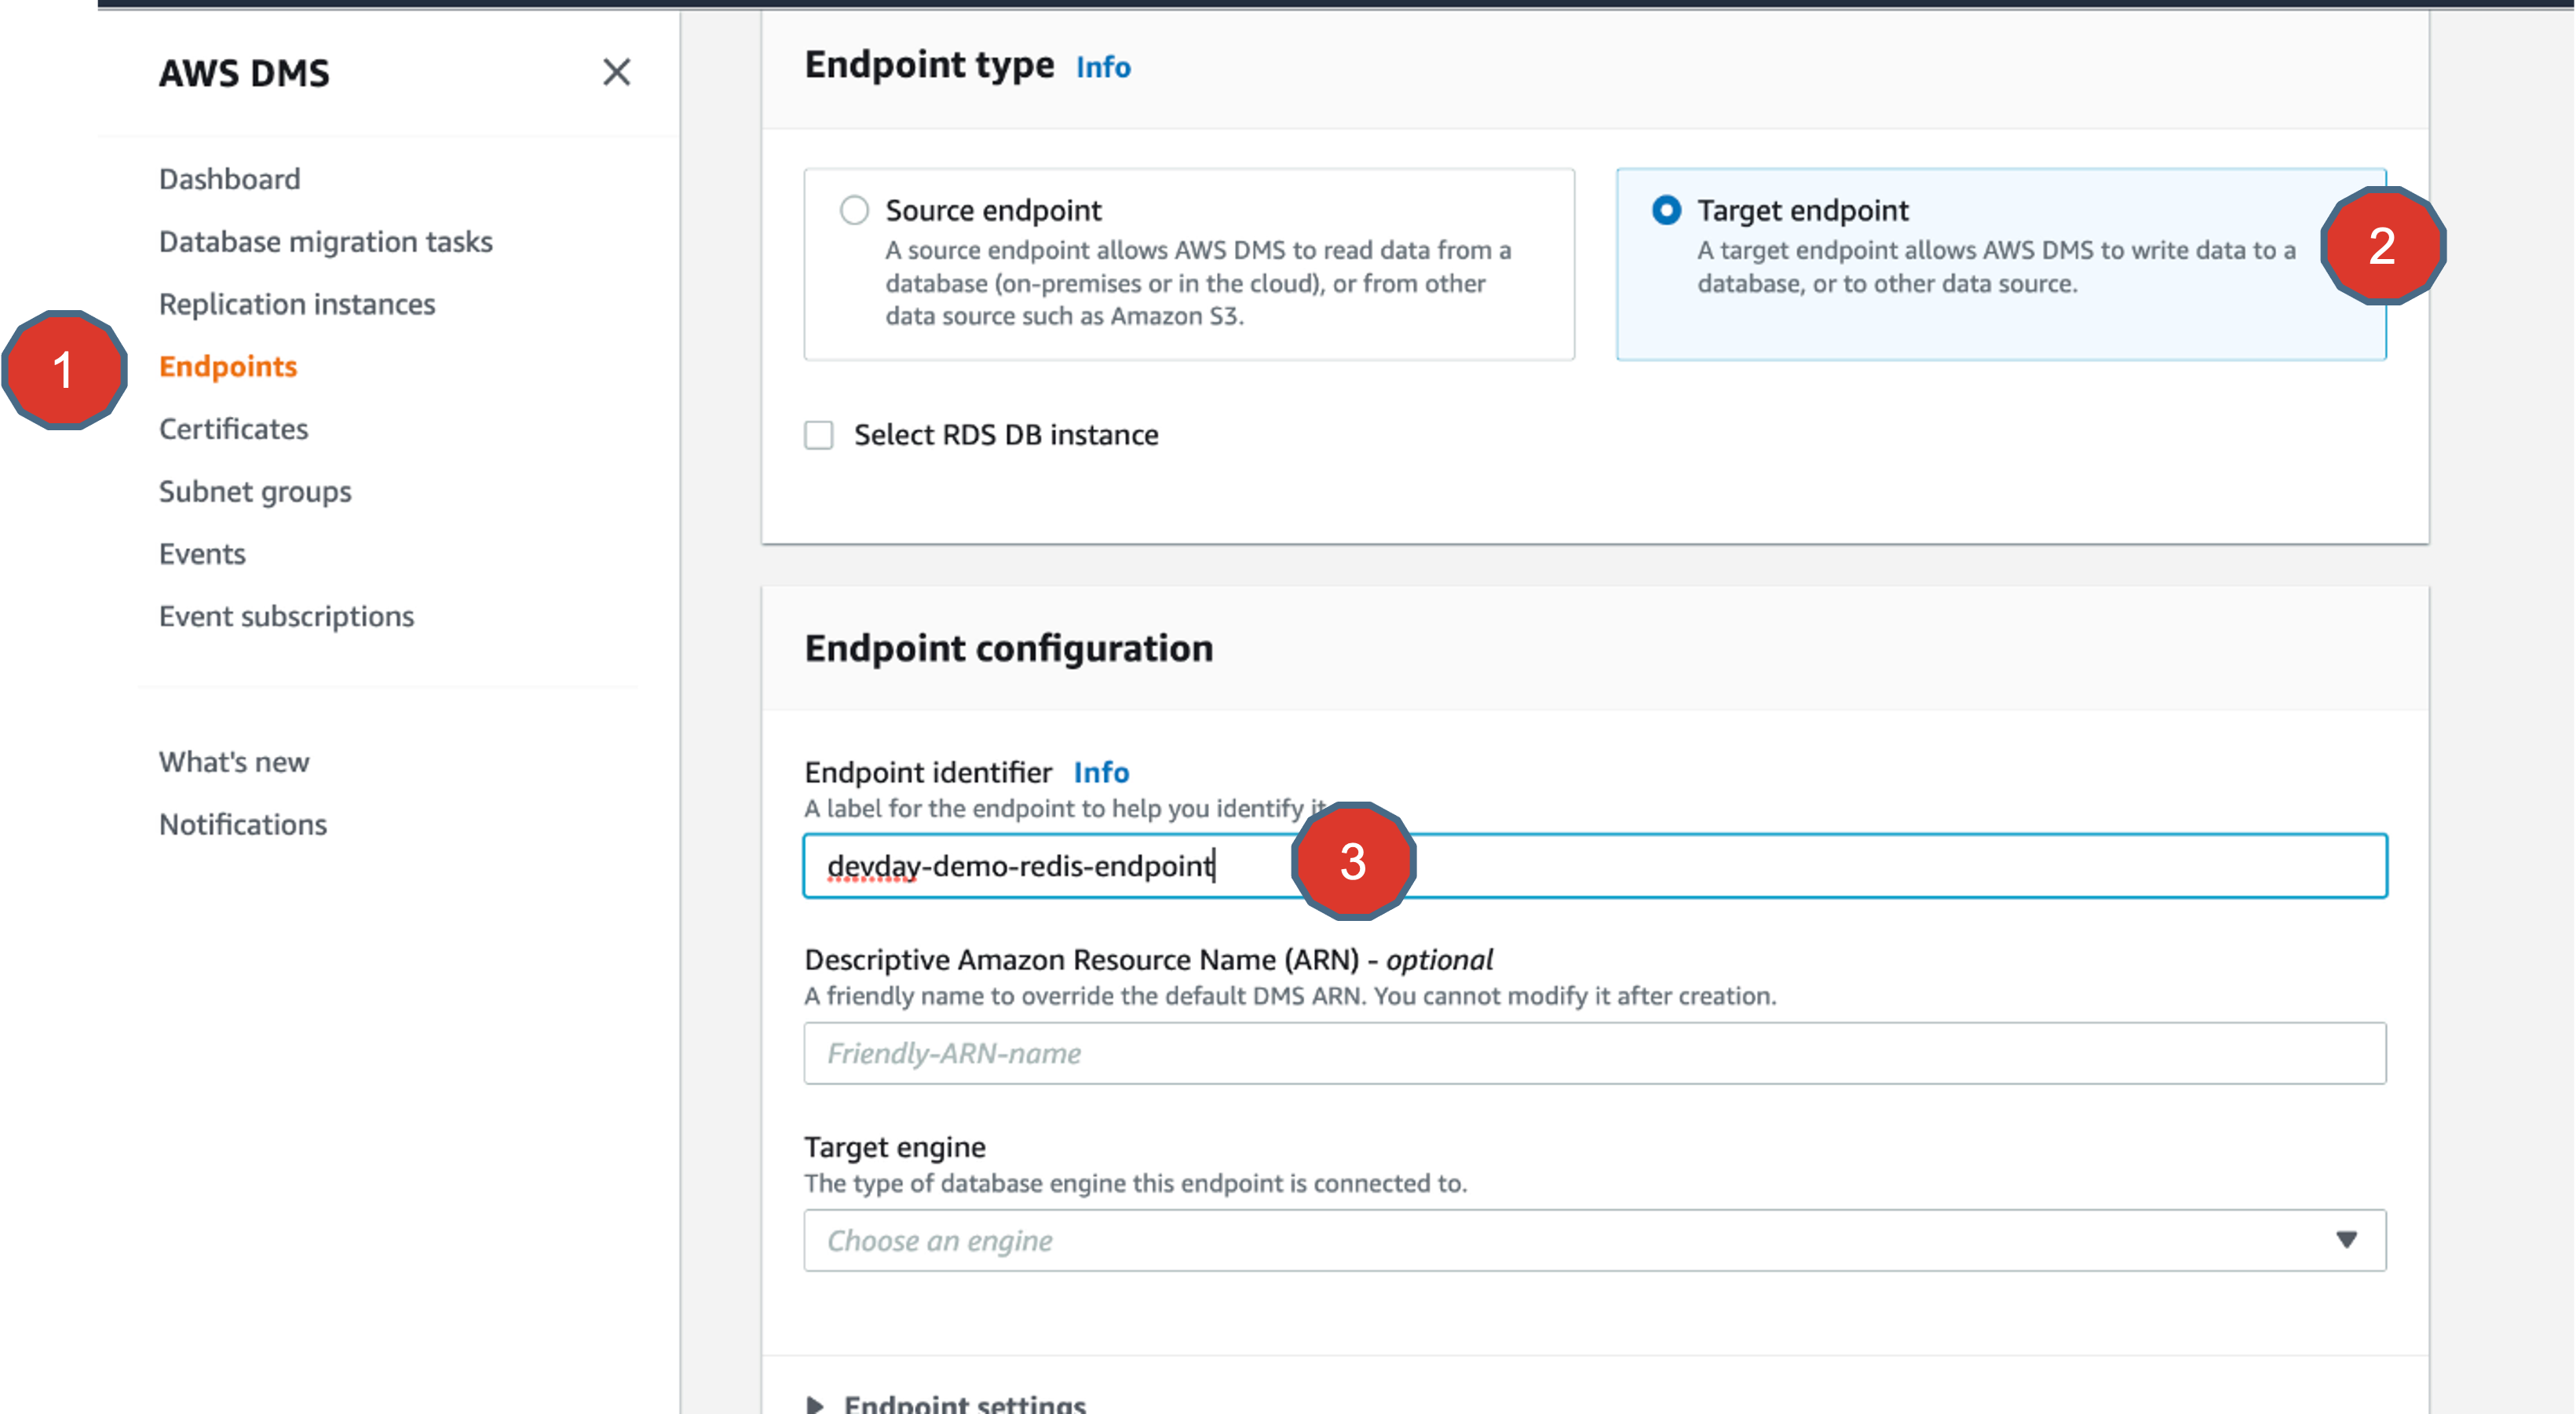 AWS DMS
Dashboard
Database migration tasks
Replication instances
1
Endpoints
Certificates
Subnet groups
Events
Event subscriptions
What's new
Notifications
Endpoint type Info
Source endpoint
A source endpoint allows AWS DMS to read data from a
database (on-premises or in the cloud), or from other
data source such as Amazon S3.
Target endpoint
A target endpoint allows AWS DMS to write data to a
database, or to other data source.
2
Select RDS DB instance
Endpoint configuration
Endpoint identifier Info
A label for the endpoint to help you identify it
devday-demo-redis-endpoint
3
Descriptive Amazon Resource Name (ARN) - optional
A friendly name to override the default DMS ARN. You cannot modify it after creation.
Friendly-ARN-name
Target engine
The type of database engine this endpoint is connected to.
Choose an engine
Endpoint settings